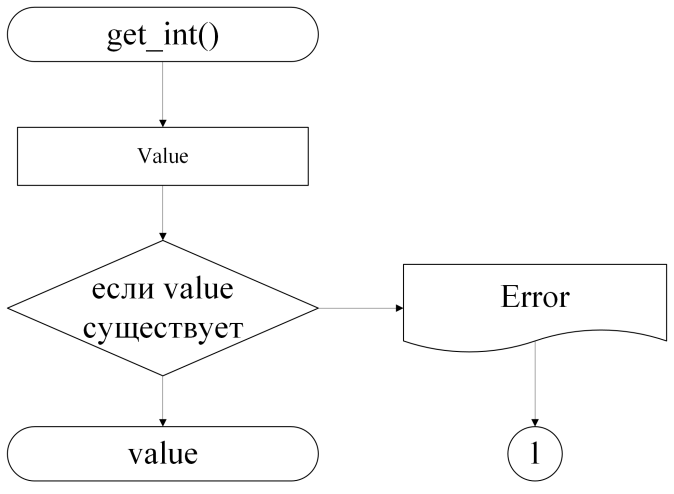 get_int()
Value
если value
существует
Error
value
1